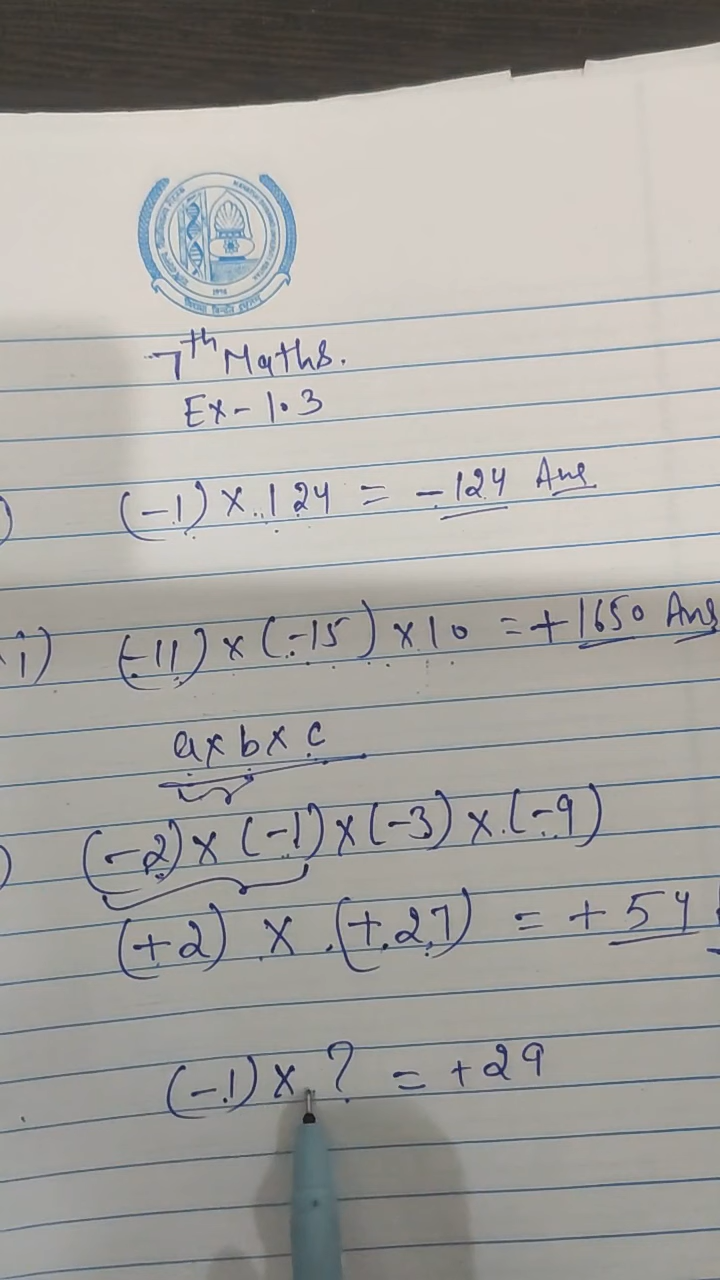 7th Maths.
Ex- 1.3
) (-1) × 124 = -124 Ans
i) (-11) × (-15) × 10 = +1650 Ans
a × b × c
) (-2) × (-1) × (-3) × (-9)
(+2) × (+27) = +54
(-1) × ? = +29